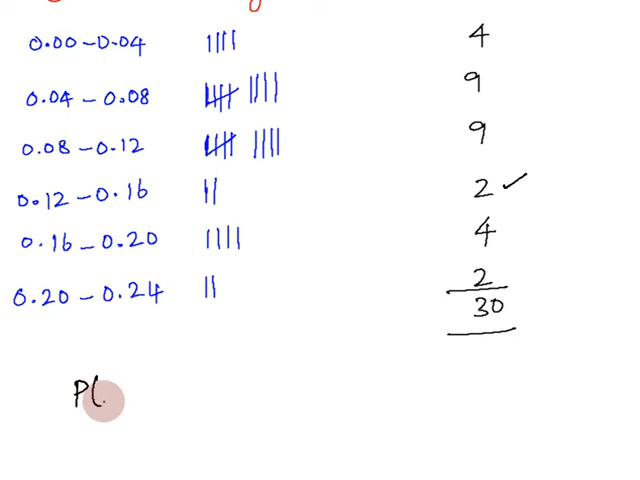 0.00 – 0.04 |||| 4
0.04 – 0.08 |||| |||| 9
0.08 – 0.12 |||| |||| 9
0.12 – 0.16 || 2 ✓
0.16 – 0.20 |||| 4
0.20 – 0.24 || 2
30
P(